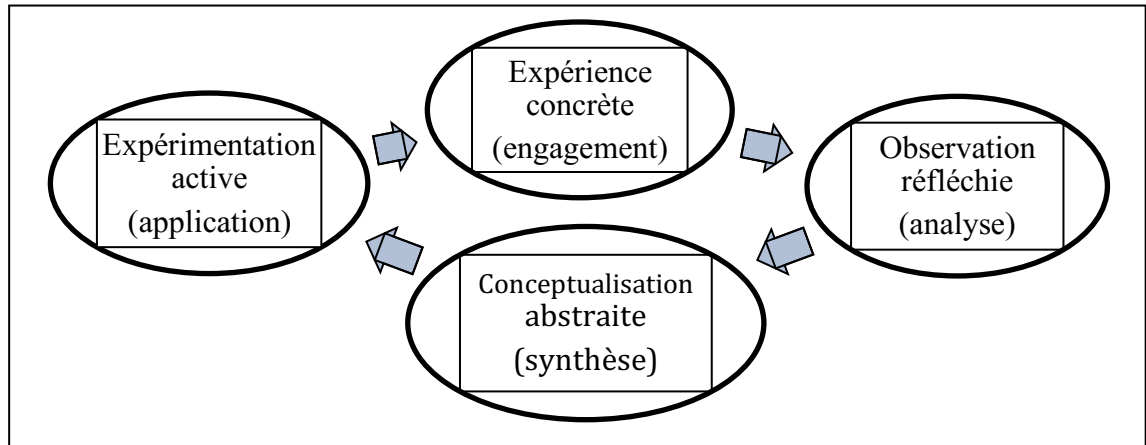 Expérience
concrète
(engagement)
Expérimentation
active
(application)
Observation
réfléchie
(analyse)
Conceptualisation
abstraite
(synthèse)